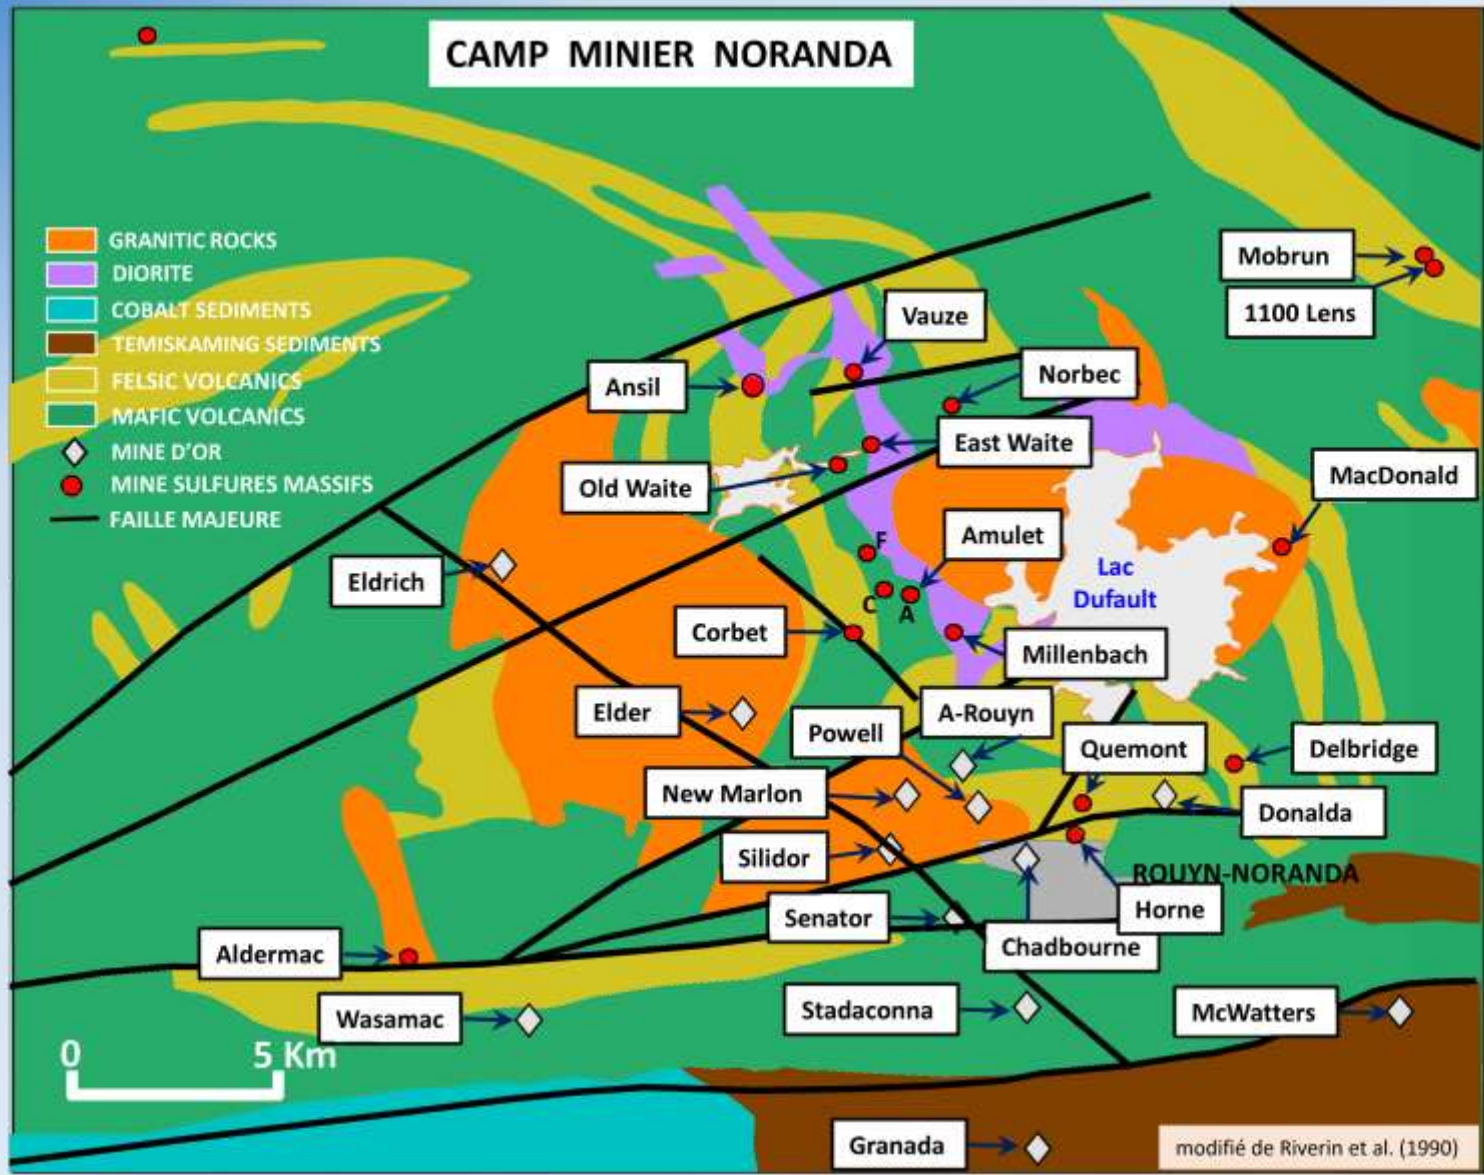 CAMP MINIER NORANDA
GRANITIC ROCKS
DIORITE
COBALT SEDIMENTS
TEMISKAMING SEDIMENTS
FELSIC VOLCANICS
MAFIC VOLCANICS
MINE D'OR
MINE SULFURES MASSIFS
FAILLE MAJEURE
Mobrun
1100 Lens
Vauze
Ansil
Norbec
East Waite
Old Waite
MacDonald
Amulet
F
C
A
Lac
Dufault
Eldrich
Corbet
Millenbach
Elder
A-Rouyn
Powell
Quemont
Delbridge
New Marlon
Donalda
Silidor
ROUYN-NORANDA
Horne
Senator
Chadbourne
Aldermac
Wasamac
Stadaconna
McWatters
0 5 Km
Granada
modifié de Riverin et al. (1990)